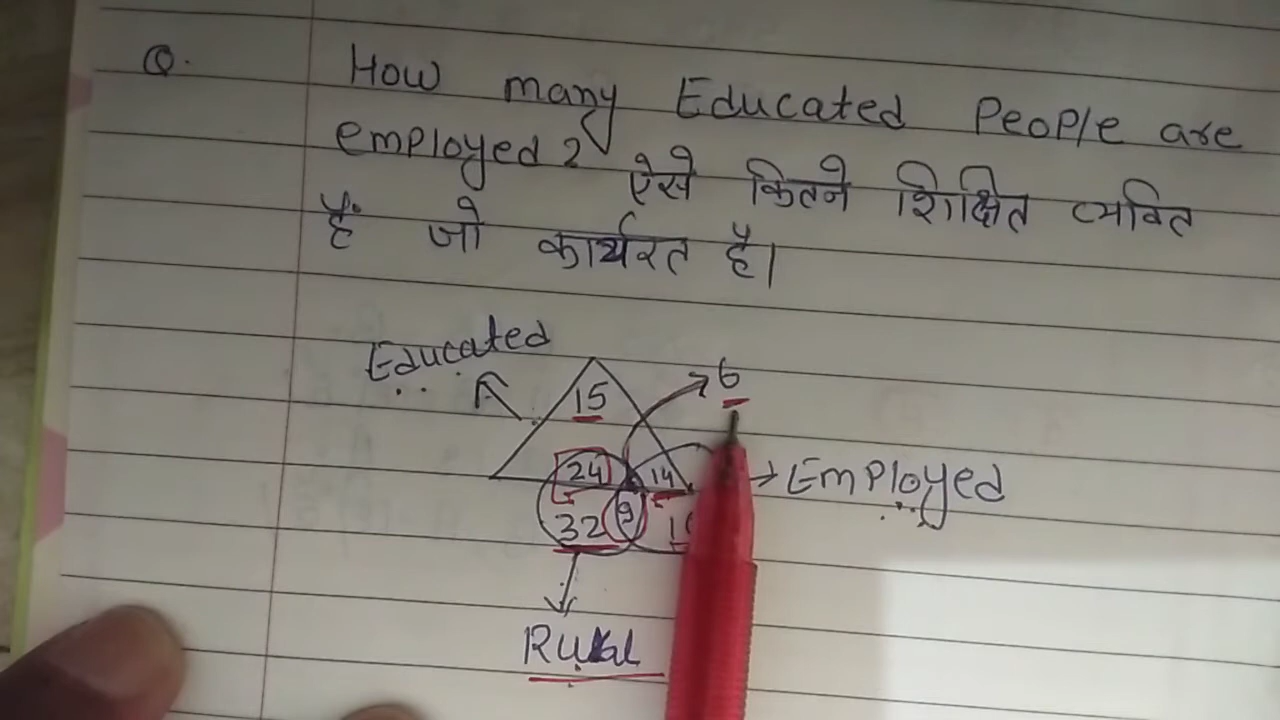 Q. How many Educated People are
employed? ऐसे कितने शिक्षित व्यक्ति
हैं जो कार्यरत है।
Educated
15
6
24 14
Employed
32 9
Rural